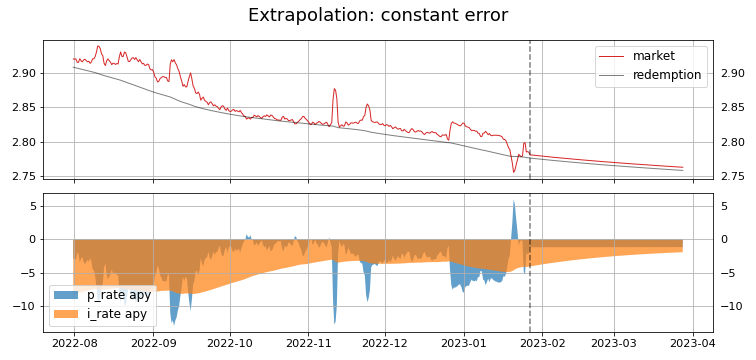 Extrapolation: constant error
2.90
2.85
2.80
2.75
market
redemption
2.90
2.85
2.80
2.75
5
0
−5
−10
p_rate apy
i_rate apy
5
0
−5
−10
2022-08 2022-09 2022-10 2022-11 2022-12 2023-01 2023-02 2023-03 2023-04